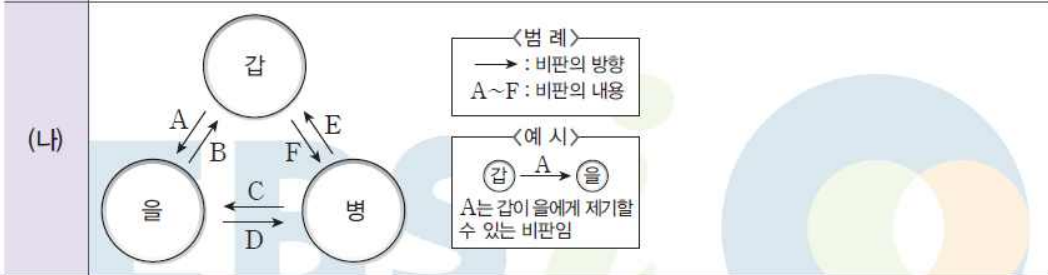 (나)
갑
을
병
A
B
C
D
E
F
<범 례>
→ : 비판의 방향
A~F : 비판의 내용
<예 시>
갑 A → 을
A는 갑이 을에게 제기할
수 있는 비판임
EBSi